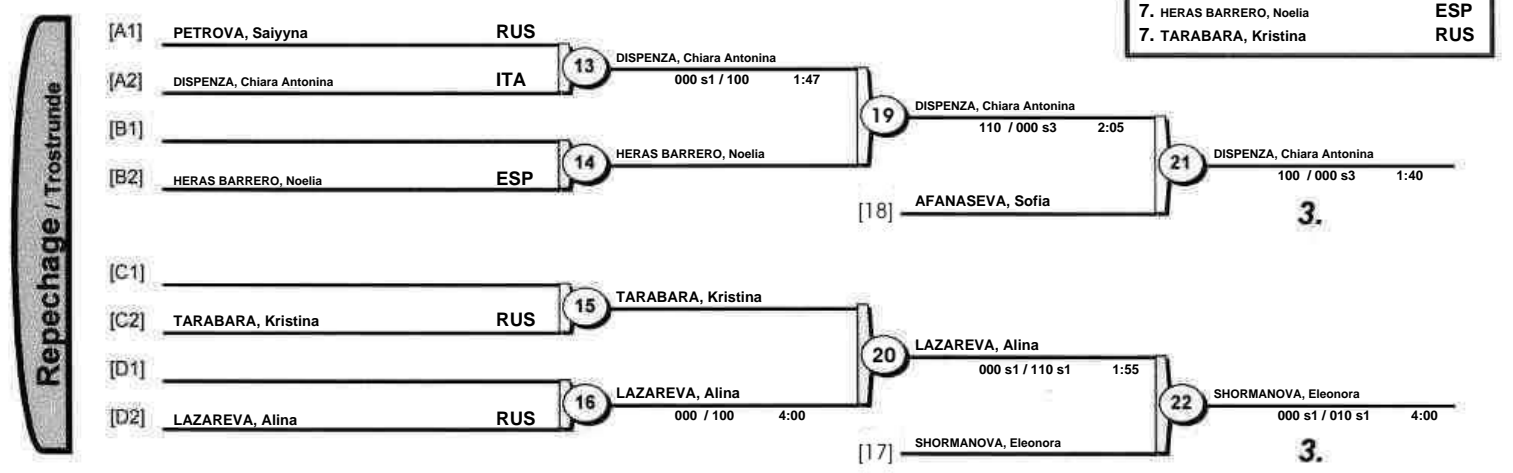 7. HERAS BARRERO, Noelia ESP
7. TARABARA, Kristina RUS
Repechage / Trostrunde
[A1] PETROVA, Saiyyna RUS
13
DISPENZA, Chiara Antonina
000 s1 / 100 1:47
[A2] DISPENZA, Chiara Antonina ITA
19
DISPENZA, Chiara Antonina
110 / 000 s3 2:05
[B1]
14
HERAS BARRERO, Noelia
[B2] HERAS BARRERO, Noelia ESP
21
DISPENZA, Chiara Antonina
100 / 000 s3 1:40
3.
[18] AFANASEVA, Sofia
[C1]
15
TARABARA, Kristina
[C2] TARABARA, Kristina RUS
20
LAZAREVA, Alina
000 s1 / 110 s1 1:55
[D1]
16
LAZAREVA, Alina
000 / 100 4:00
[D2] LAZAREVA, Alina RUS
22
SHORMANOVA, Eleonora
000 s1 / 010 s1 4:00
3.
[17] SHORMANOVA, Eleonora